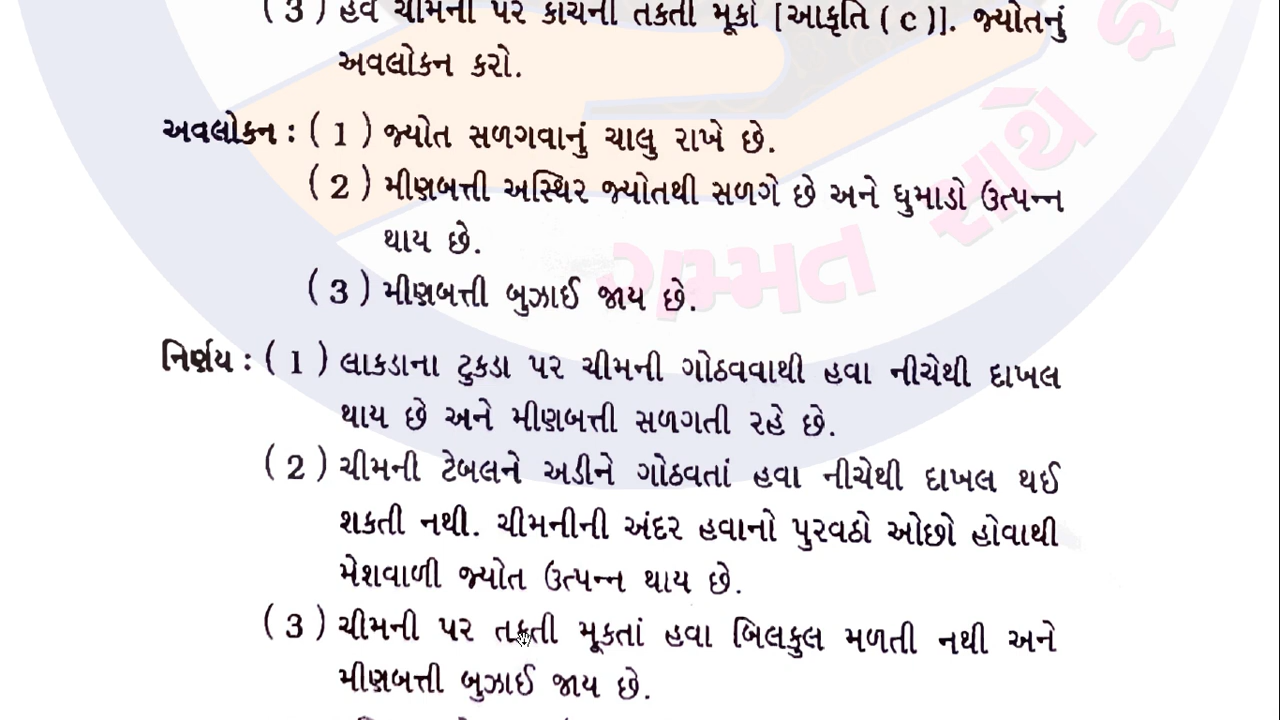 (3) હવે ચીમની પર કાચની તકતી મૂકો [આકૃતિ (c)]. જ્યોતનું
અવલોકન કરો.
અવલોકન : (1) જ્યોત સળગવાનું ચાલુ રાખે છે.
(2) મીણબત્તી અસ્થિર જ્યોતથી સળગે છે અને ધુમાડો ઉત્પન્ન
થાય છે.
(3) મીણબત્તી બુઝાઈ જાય છે.
નિર્ણય : (1) લાકડાના ટુકડા પર ચીમની ગોઠવવાથી હવા નીચેથી દાખલ
થાય છે અને મીણબત્તી સળગતી રહે છે.
(2) ચીમની ટેબલને અડીને ગોઠવતાં હવા નીચેથી દાખલ થઈ
શકતી નથી. ચીમનીની અંદર હવાનો પુરવઠો ઓછો હોવાથી
મેશવાળી જ્યોત ઉત્પન્ન થાય છે.
(3) ચીમની પર તકતી મૂકતાં હવા બિલકુલ મળતી નથી અને
મીણબત્તી બુઝાઈ જાય છે.
ગમ્મત સાથે